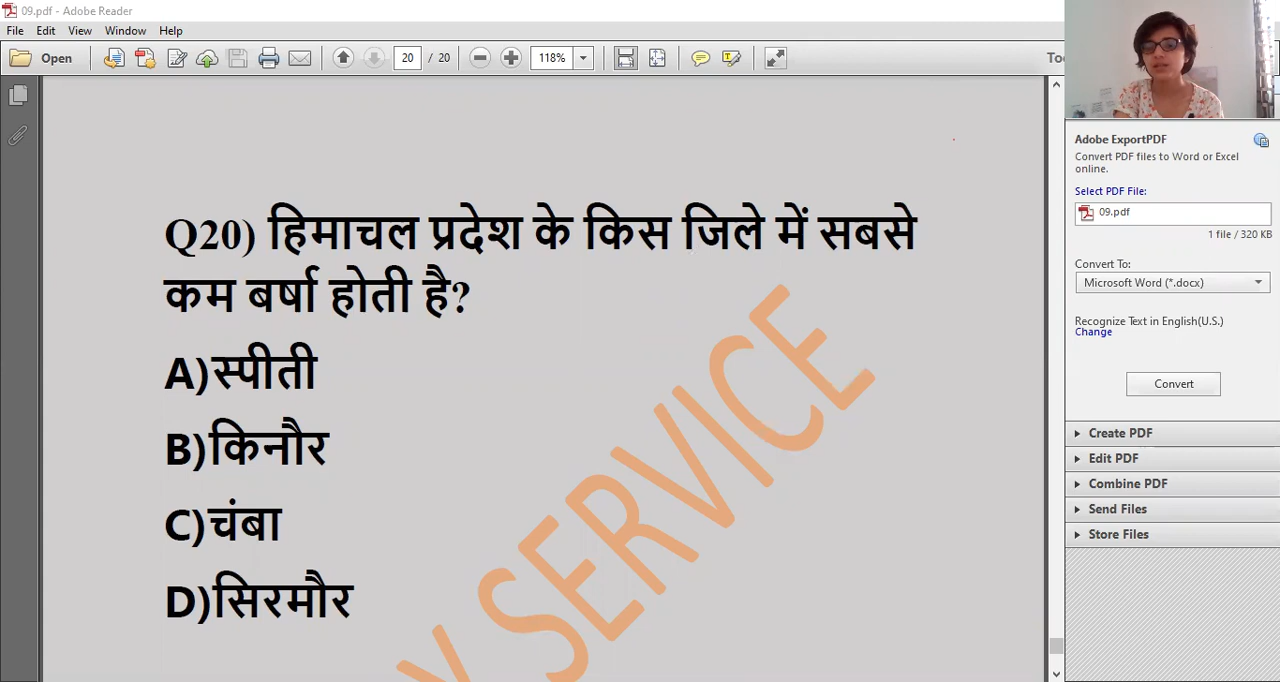 09.pdf - Adobe Reader
File Edit View Window Help
Open 20 / 20 118%
Q20) हिमाचल प्रदेश के किस जिले में सबसे
कम बर्षा होती है?
A)स्पीती
B)किनौर
C)चंबा
D)सिरमौर
SERVICE
Adobe ExportPDF
Convert PDF files to Word or Excel
online.
Select PDF File:
09.pdf
1 file / 320 KB
Convert To:
Microsoft Word (*.docx)
Recognize Text in English(U.S.)
Change
Convert
Create PDF
Edit PDF
Combine PDF
Send Files
Store Files